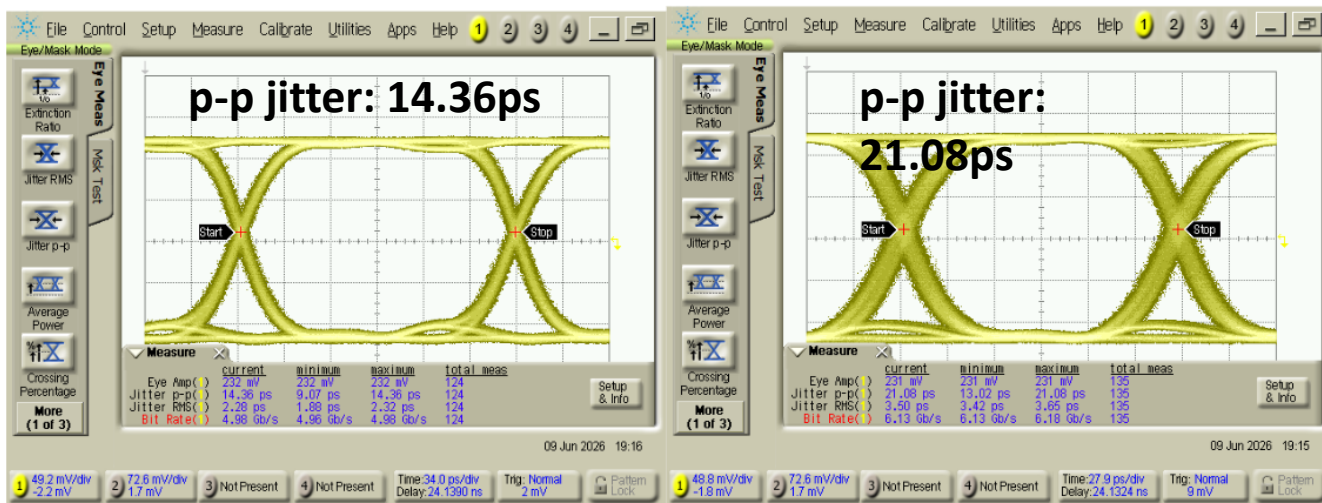 File Control Setup Measure Calibrate Utilities Apps Help 1 2 3 4
Eye/Mask Mode
Eye Meas
Msk Test
Extinction
Ratio
Jitter RMS
Jitter p-p
Average
Power
Crossing
Percentage
More
(1 of 3)
p-p jitter: 14.36ps
Start
Stop
Measure
current minimum maximum total meas
Eye Amp(1) 232 mV 232 mV 232 mV 124
Jitter p-p(1) 14.36 ps 9.07 ps 14.36 ps 124
Jitter RMS(1) 2.28 ps 1.88 ps 2.32 ps 124
Bit Rate(1) 4.98 Gb/s 4.96 Gb/s 4.98 Gb/s 124
Setup
& Info
09 Jun 2026 19:16
1 49.2 mV/div
-2.2 mV
2 72.6 mV/div
1.7 mV
3 Not Present
4 Not Present
Time:34.0 ps/div
Delay:24.1390 ns
Trig: Normal
2 mV
Pattern
Lock
File Control Setup Measure Calibrate Utilities Apps Help 1 2 3 4
Eye/Mask Mode
Eye Meas
Msk Test
Extinction
Ratio
Jitter RMS
Jitter p-p
Average
Power
Crossing
Percentage
More
(1 of 3)
p-p jitter:
21.08ps
Start
Stop
Measure
current minimum maximum total meas
Eye Amp(1) 231 mV 231 mV 231 mV 135
Jitter p-p(1) 21.08 ps 13.02 ps 21.08 ps 135
Jitter RMS(1) 3.50 ps 3.42 ps 3.65 ps 135
Bit Rate(1) 6.13 Gb/s 6.13 Gb/s 6.18 Gb/s 135
Setup
& Info
09 Jun 2026 19:15
1 48.8 mV/div
-1.8 mV
2 72.6 mV/div
1.7 mV
3 Not Present
4 Not Present
Time:27.9 ps/div
Delay:24.1324 ns
Trig: Normal
9 mV
Pattern
Lock